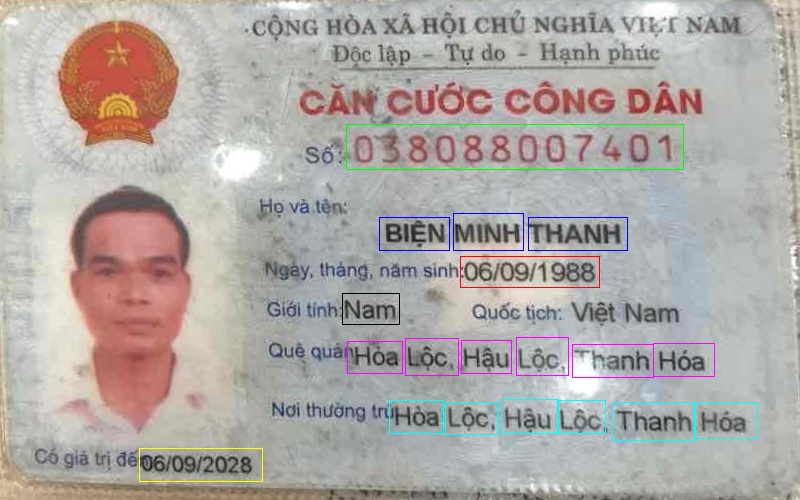 CỘNG HÒA XÃ HỘI CHỦ NGHĨA VIỆT NAM
Độc lập - Tự do - Hạnh phúc
CĂN CƯỚC CÔNG DÂN
Số: 038088007401
Họ và tên:
BIỆN MINH THANH
Ngày, tháng, năm sinh: 06/09/1988
Giới tính: Nam Quốc tịch: Việt Nam
Quê quán Hòa Lộc, Hậu Lộc, Thanh Hóa
Nơi thường trú Hòa Lộc, Hậu Lộc, Thanh Hóa
Có giá trị đến 06/09/2028